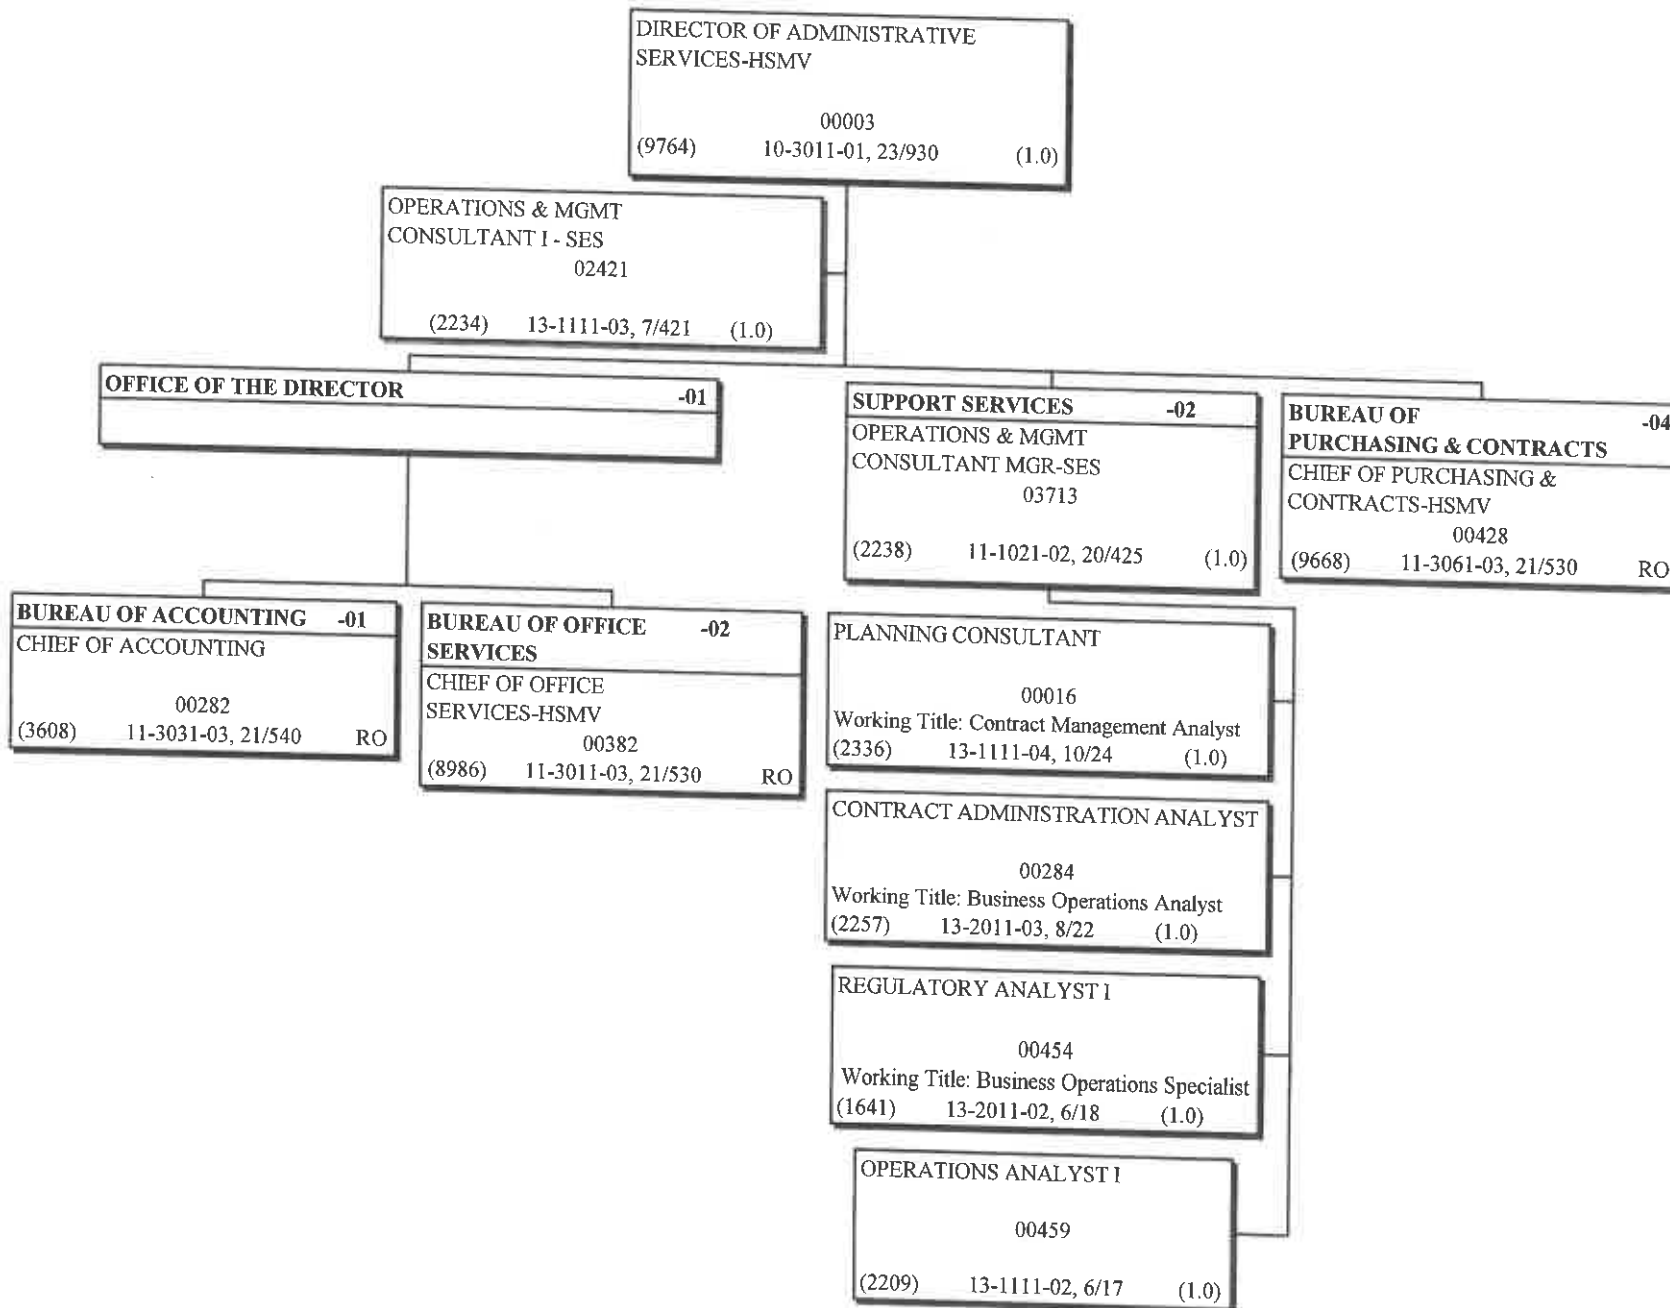 DIRECTOR OF ADMINISTRATIVE
SERVICES-HSMV
00003
(9764) 10-3011-01, 23/930 (1.0)
OPERATIONS & MGMT
CONSULTANT I - SES
02421
(2234) 13-1111-03, 7/421 (1.0)
OFFICE OF THE DIRECTOR -01
SUPPORT SERVICES -02
OPERATIONS & MGMT
CONSULTANT MGR-SES
03713
(2238) 11-1021-02, 20/425 (1.0)
BUREAU OF -04
PURCHASING & CONTRACTS
CHIEF OF PURCHASING &
CONTRACTS-HSMV
00428
(9668) 11-3061-03, 21/530 RO
BUREAU OF ACCOUNTING -01
CHIEF OF ACCOUNTING
00282
(3608) 11-3031-03, 21/540 RO
BUREAU OF OFFICE -02
SERVICES
CHIEF OF OFFICE
SERVICES-HSMV
00382
(8986) 11-3011-03, 21/530 RO
PLANNING CONSULTANT
00016
Working Title: Contract Management Analyst
(2336) 13-1111-04, 10/24 (1.0)
CONTRACT ADMINISTRATION ANALYST
00284
Working Title: Business Operations Analyst
(2257) 13-2011-03, 8/22 (1.0)
REGULATORY ANALYST I
00454
Working Title: Business Operations Specialist
(1641) 13-2011-02, 6/18 (1.0)
OPERATIONS ANALYST I
00459
(2209) 13-1111-02, 6/17 (1.0)